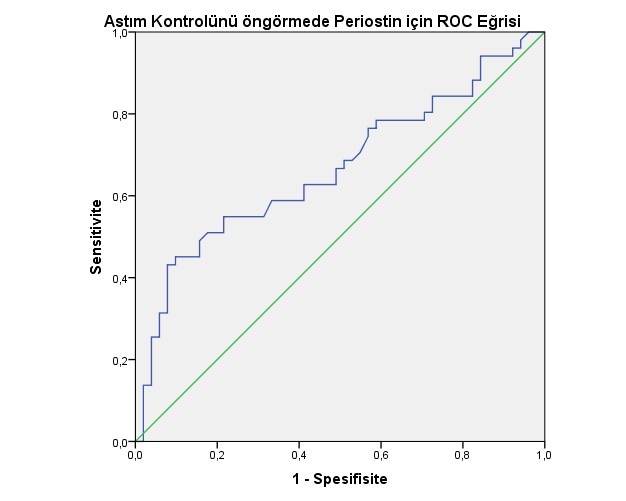 Astım Kontrolünü öngörmede Periostin için ROC Eğrisi
1,0
0,8
0,6
0,4
0,2
0,0
Sensitivite
0,0 0,2 0,4 0,6 0,8 1,0
1 - Spesifisite